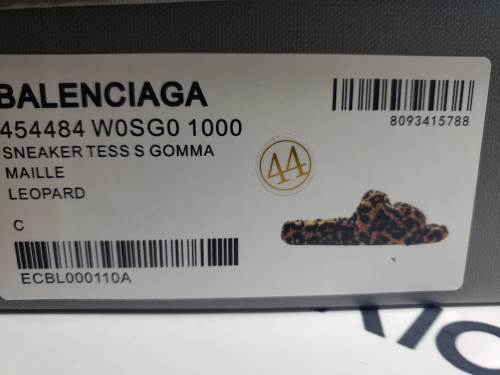 BALENCIAGA
454484 W0SG0 1000
SNEAKER TESS S GOMMA
MAILLE
LEOPARD
C
ECBL000110A
44
8093415788